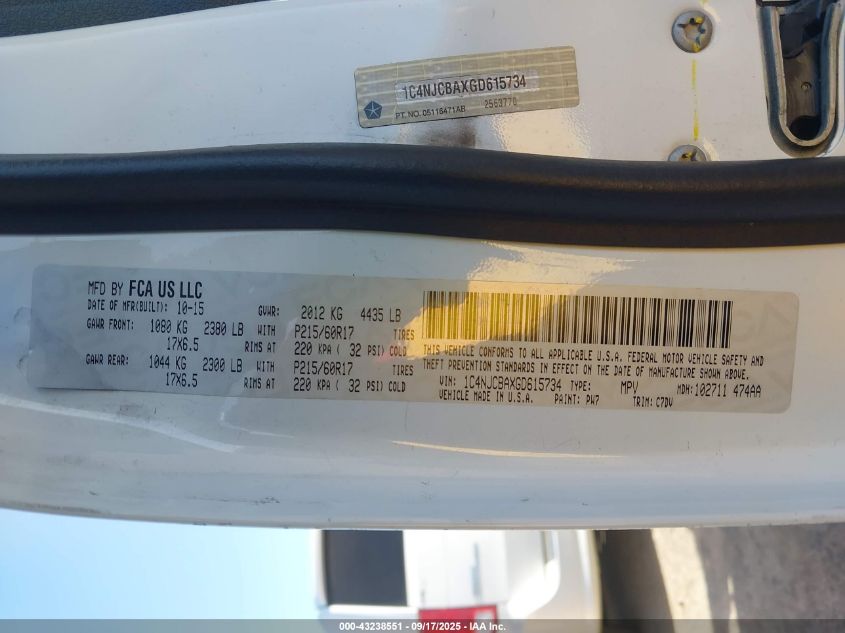 1C4NJCBAXGD615734
PT. NO. 05116471AB 2563770
MFD BY FCA US LLC
DATE OF MFR(BUILT): 10-15 GVWR: 2012 KG 4435 LB
GAWR FRONT: 1080 KG 2380 LB WITH P215/60R17 TIRES
17X6.5 RIMS AT 220 KPA ( 32 PSI) COLD
GAWR REAR: 1044 KG 2300 LB WITH P215/60R17 TIRES
17X6.5 RIMS AT 220 KPA ( 32 PSI) COLD
THIS VEHICLE CONFORMS TO ALL APPLICABLE U.S.A. FEDERAL MOTOR VEHICLE SAFETY AND
THEFT PREVENTION STANDARDS IN EFFECT ON THE DATE OF MANUFACTURE SHOWN ABOVE.
VIN: 1C4NJCBAXGD615734 TYPE: MPV MDH: 102711 474AA
VEHICLE MADE IN U.S.A. PAINT: PW7 TRIM: C7DV
000-43238551 - 09/17/2025 - IAA Inc.